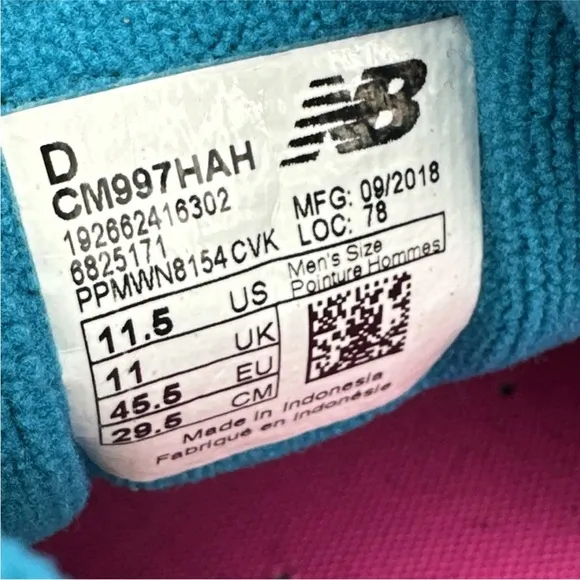 NB
D
CM997HAH
192662416302
6825171
PPMWN8154CVK
MFG: 09/2018
LOC: 78
Men's Size
Pointure Hommes
11.5 US
11 UK
45.5 EU
29.5 CM
Made in Indonesia
Fabriqué en Indonésie